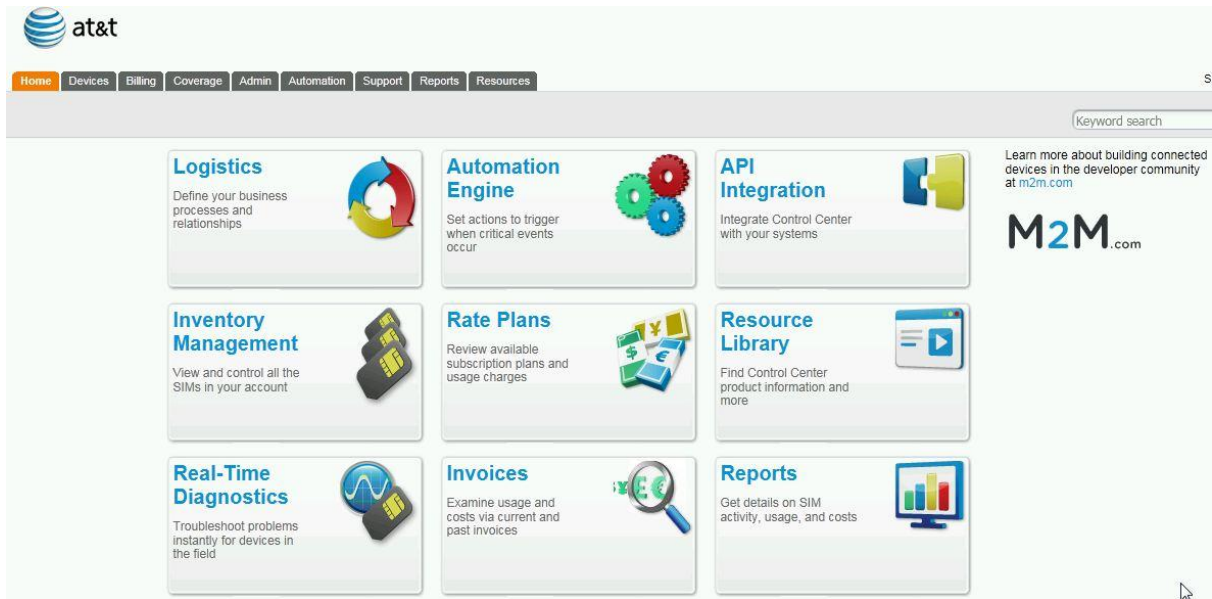 at&t
Home Devices Billing Coverage Admin Automation Support Reports Resources
S
Keyword search
Logistics
Define your business
processes and
relationships
Automation
Engine
Set actions to trigger
when critical events
occur
API
Integration
Integrate Control Center
with your systems
Learn more about building connected
devices in the developer community
at m2m.com
M2M.com
Inventory
Management
View and control all the
SIMs in your account
Rate Plans
Review available
subscription plans and
usage charges
Resource
Library
Find Control Center
product information and
more
Real-Time
Diagnostics
Troubleshoot problems
instantly for devices in
the field
Invoices
Examine usage and
costs via current and
past invoices
Reports
Get details on SIM
activity, usage, and costs